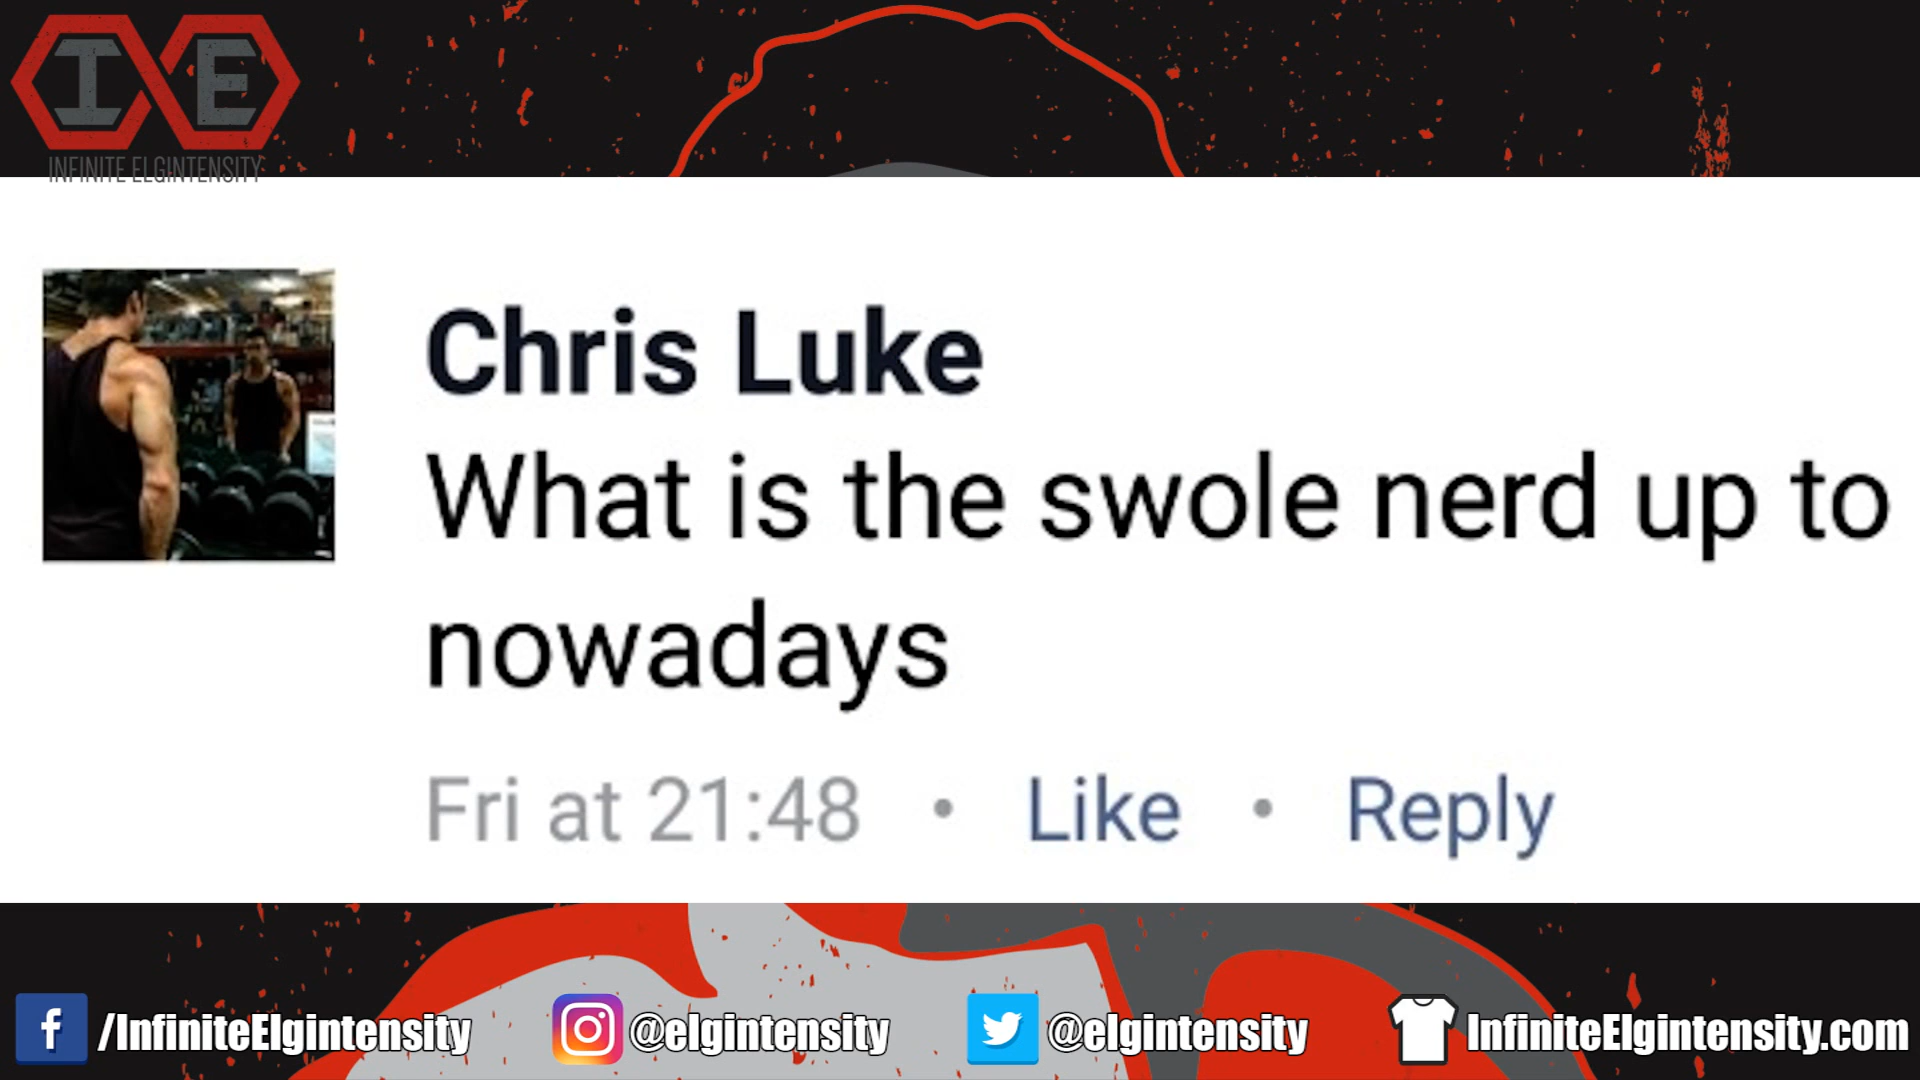 IE
INFINITE ELGINTENSITY
Chris Luke
What is the swole nerd up to
nowadays
Fri at 21:48 • Like • Reply
f /InfiniteElgintensity @elgintensity @elgintensity InfiniteElgintensity.com